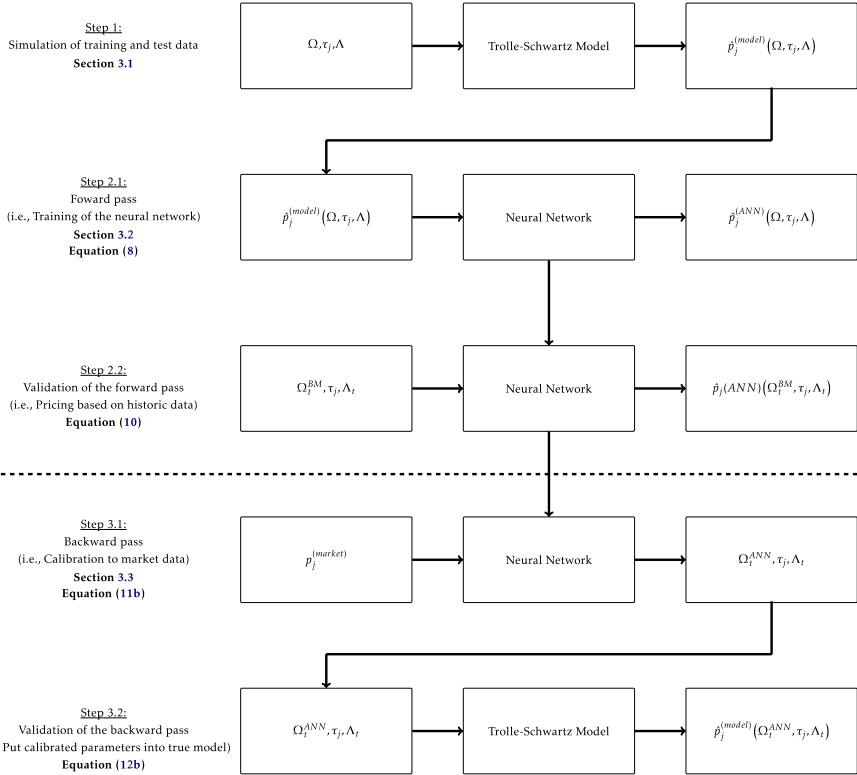 Step 1:
Simulation of training and test data
Section 3.1
Ω,τ_j,Λ
Trolle-Schwartz Model
p̂_j^{(model)}(Ω,τ_j,Λ)
Step 2.1:
Foward pass
(i.e., Training of the neural network)
Section 3.2
Equation (8)
p̂_j^{(model)}(Ω,τ_j,Λ)
Neural Network
p̂_j^{(ANN)}(Ω,τ_j,Λ)
Step 2.2:
Validation of the forward pass
(i.e., Pricing based on historic data)
Equation (10)
Ω_t^{BM},τ_j,Λ_t
Neural Network
p̂_j(ANN)(Ω_t^{BM},τ_j,Λ_t)
Step 3.1:
Backward pass
(i.e., Calibration to market data)
Section 3.3
Equation (11b)
p_j^{(market)}
Neural Network
Ω_t^{ANN},τ_j,Λ_t
Step 3.2:
Validation of the backward pass
Put calibrated parameters into true model)
Equation (12b)
Ω_t^{ANN},τ_j,Λ_t
Trolle-Schwartz Model
p̂_j^{(model)}(Ω_t^{ANN},τ_j,Λ_t)